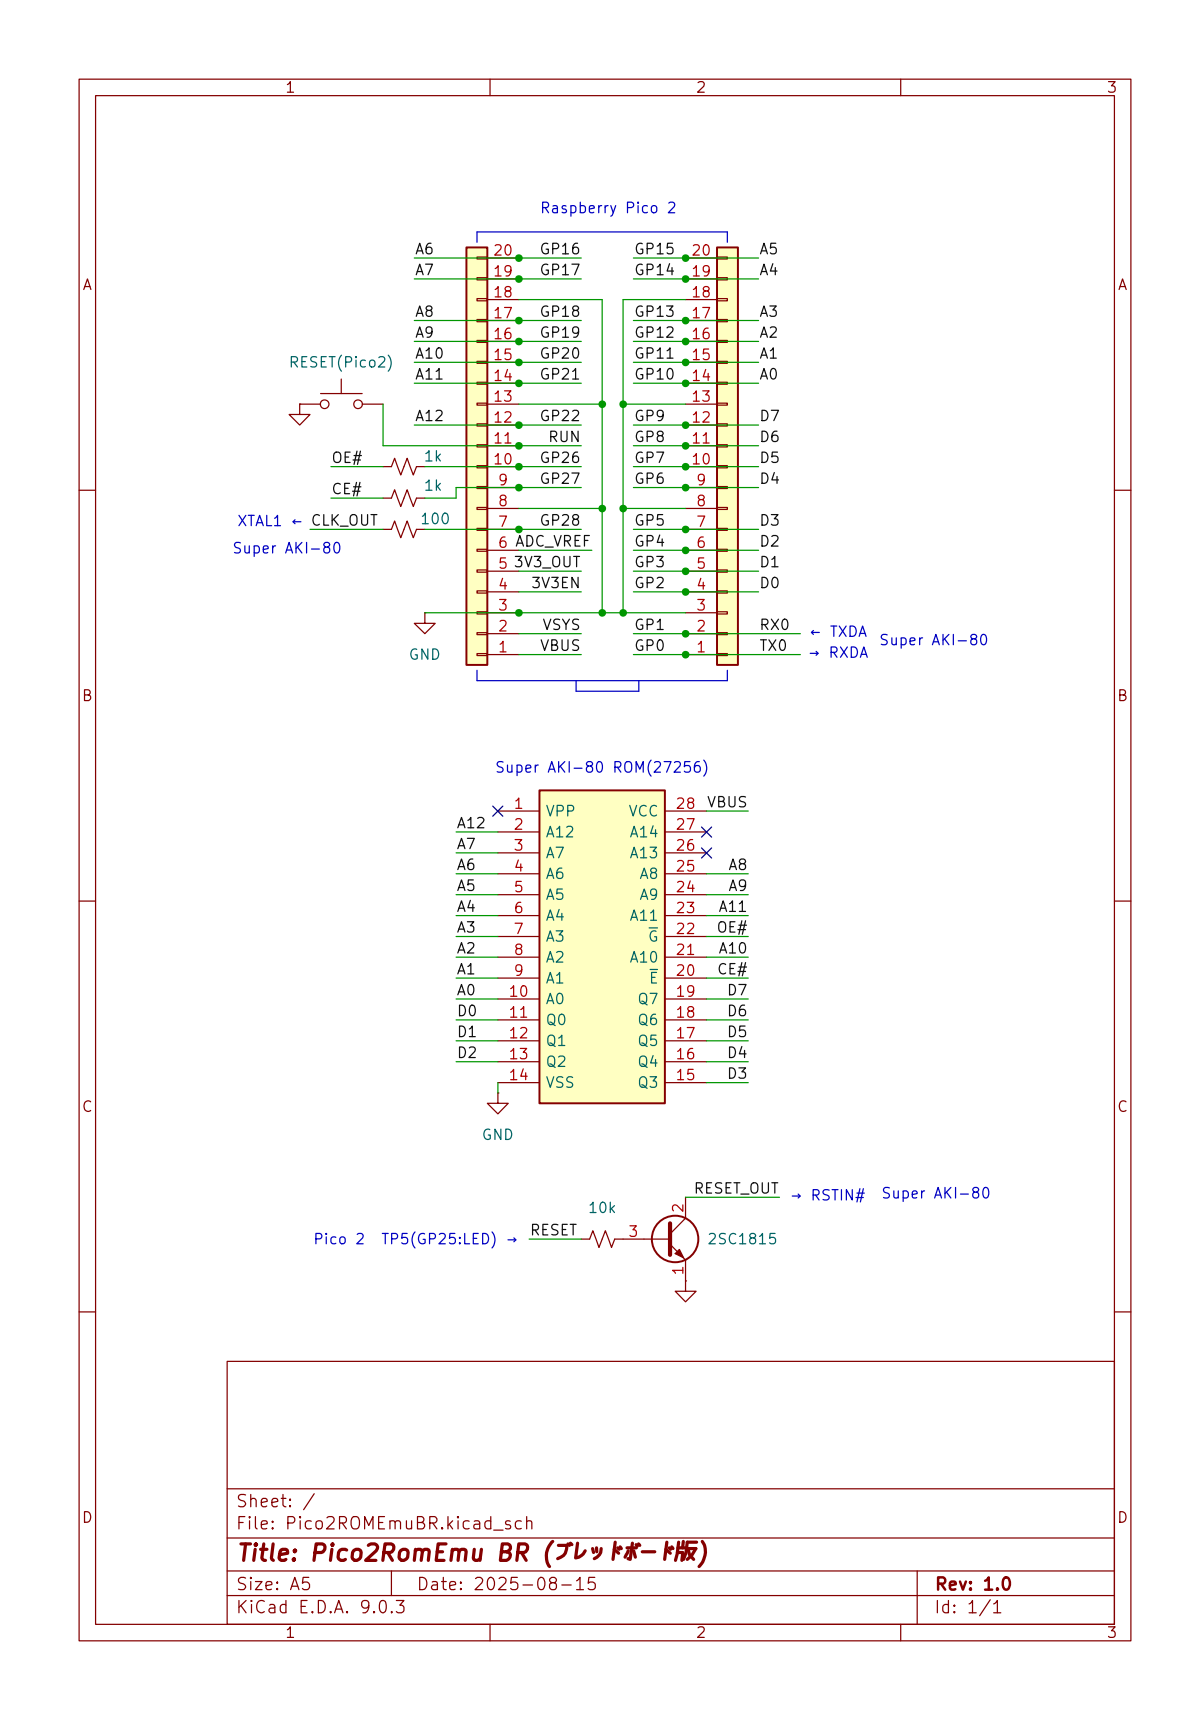 1 2 3
Raspberry Pico 2
A6 20 GP16 GP15 20 A5
A7 19 GP17 GP14 19 A4
18 18
A8 17 GP18 GP13 17 A3
A9 16 GP19 GP12 16 A2
RESET(Pico2) A10 15 GP20 GP11 15 A1
A11 14 GP21 GP10 14 A0
13 13
A12 12 GP22 GP9 12 D7
11 RUN GP8 11 D6
OE# 1k 10 GP26 GP7 10 D5
CE# 1k 9 GP27 GP6 9 D4
8 8
XTAL1 ← CLK_OUT 100 7 GP28 GP5 7 D3
Super AKI-80 6 ADC_VREF GP4 6 D2
5 3V3_OUT GP3 5 D1
4 3V3EN GP2 4 D0
3 3
2 VSYS GP1 2 RX0 ← TXDA Super AKI-80
GND 1 VBUS GP0 1 TX0 → RXDA
Super AKI-80 ROM(27256)
1 VPP VCC 28 VBUS
A12 2 A12 A14 27
A7 3 A7 A13 26
A6 4 A6 A8 25 A8
A5 5 A5 A9 24 A9
A4 6 A4 A11 23 A11
A3 7 A3 G 22 OE#
A2 8 A2 A10 21 A10
A1 9 A1 E 20 CE#
A0 10 A0 Q7 19 D7
D0 11 Q0 Q6 18 D6
D1 12 Q1 Q5 17 D5
D2 13 Q2 Q4 16 D4
14 VSS Q3 15 D3
GND
RESET_OUT → RSTIN# Super AKI-80
10k 2
Pico 2 TP5(GP25:LED) → RESET 3 2SC1815
1
A A
B B
C C
D D
Sheet: /
File: Pico2ROMEmuBR.kicad_sch
Title: Pico2RomEmu BR (ブレッドボード版)
Size: A5 Date: 2025-08-15 Rev: 1.0
KiCad E.D.A. 9.0.3 Id: 1/1
1 2 3